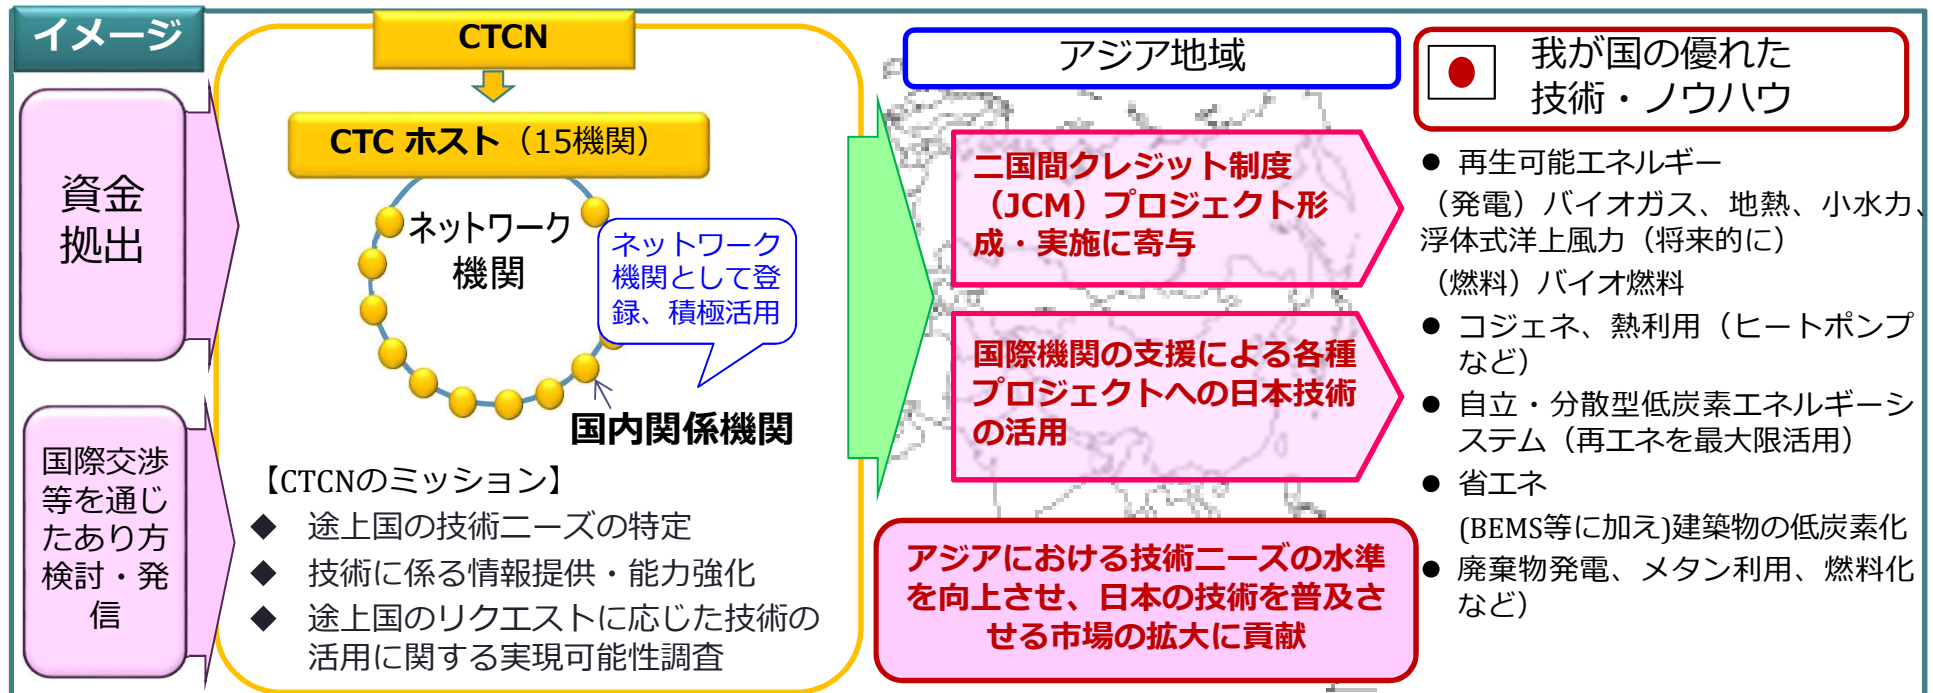 イメージ
資金
拠出
国際交渉
等を通じ
たあり方
検討・発
信
CTCN
CTC ホスト（15機関）
ネットワーク
機関
ネットワーク
機関として登
録、積極活用
国内関係機関
【CTCNのミッション】
◆ 途上国の技術ニーズの特定
◆ 技術に係る情報提供・能力強化
◆ 途上国のリクエストに応じた技術の
活用に関する実現可能性調査
アジア地域
二国間クレジット制度
（JCM）プロジェクト形
成・実施に寄与
国際機関の支援による各種
プロジェクトへの日本技術
の活用
アジアにおける技術ニーズの水準
を向上させ、日本の技術を普及さ
せる市場の拡大に貢献
我が国の優れた
技術・ノウハウ
● 再生可能エネルギー
（発電）バイオガス、地熱、小水力、
浮体式洋上風力（将来的に）
（燃料）バイオ燃料
● コジェネ、熱利用（ヒートポンプ
など）
● 自立・分散型低炭素エネルギーシ
ステム（再エネを最大限活用）
● 省エネ
(BEMS等に加え)建築物の低炭素化
● 廃棄物発電、メタン利用、燃料化
など）